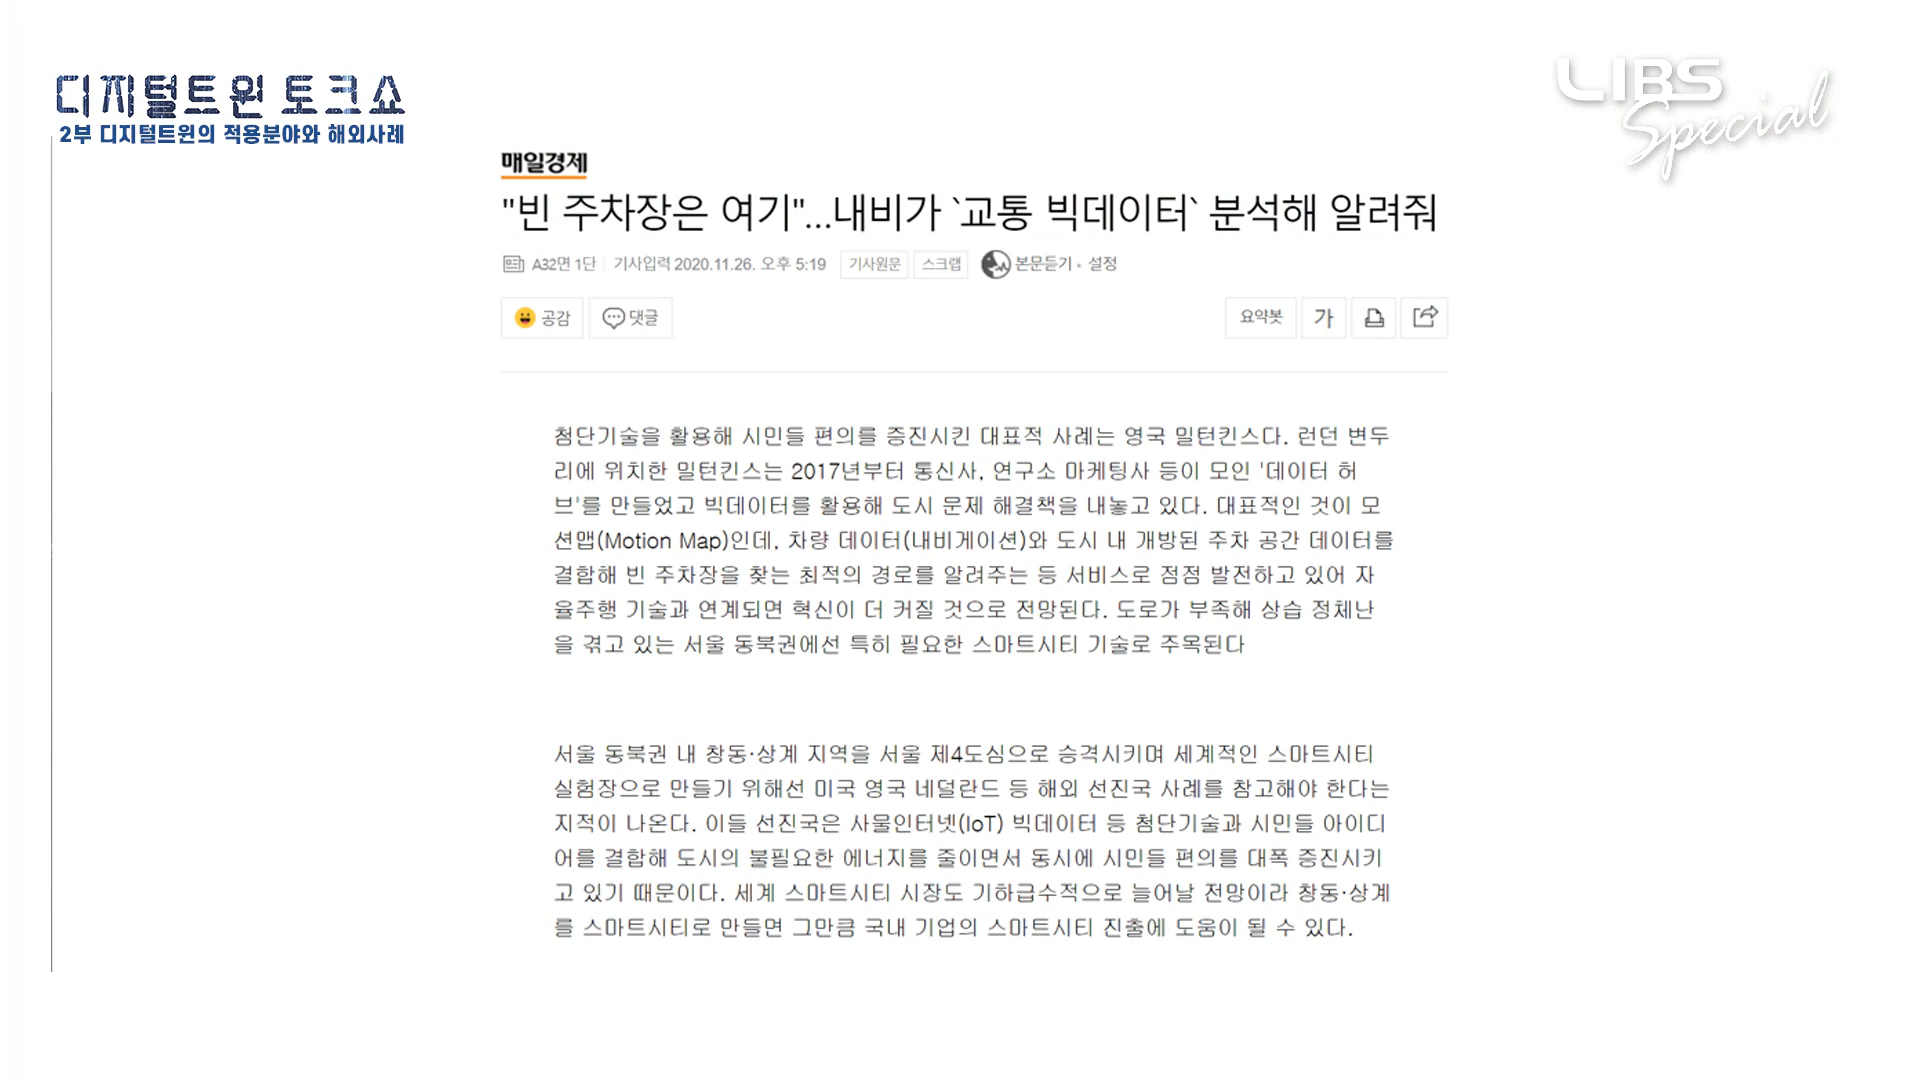 디지털트윈 토크쇼
2부 디지털트윈의 적용분야와 해외사례
LIBS
Special
매일경제
"빈 주차장은 여기"...내비가 `교통 빅데이터` 분석해 알려줘
A32면 1단 기사입력 2020.11.26. 오후 5:19 기사원문 스크랩 본문듣기 · 설정
공감 댓글 요약봇 가
첨단기술을 활용해 시민들 편의를 증진시킨 대표적 사례는 영국 밀턴킨스다. 런던 변두
리에 위치한 밀턴킨스는 2017년부터 통신사, 연구소 마케팅사 등이 모인 '데이터 허
브'를 만들었고 빅데이터를 활용해 도시 문제 해결책을 내놓고 있다. 대표적인 것이 모
션맵(Motion Map)인데, 차량 데이터(내비게이션)와 도시 내 개방된 주차 공간 데이터를
결합해 빈 주차장을 찾는 최적의 경로를 알려주는 등 서비스로 점점 발전하고 있어 자
율주행 기술과 연계되면 혁신이 더 커질 것으로 전망된다. 도로가 부족해 상습 정체난
을 겪고 있는 서울 동북권에선 특히 필요한 스마트시티 기술로 주목된다
서울 동북권 내 창동·상계 지역을 서울 제4도심으로 승격시키며 세계적인 스마트시티
실험장으로 만들기 위해선 미국 영국 네덜란드 등 해외 선진국 사례를 참고해야 한다는
지적이 나온다. 이들 선진국은 사물인터넷(IoT) 빅데이터 등 첨단기술과 시민들 아이디
어를 결합해 도시의 불필요한 에너지를 줄이면서 동시에 시민들 편의를 대폭 증진시키
고 있기 때문이다. 세계 스마트시티 시장도 기하급수적으로 늘어날 전망이라 창동·상계
를 스마트시티로 만들면 그만큼 국내 기업의 스마트시티 진출에 도움이 될 수 있다.